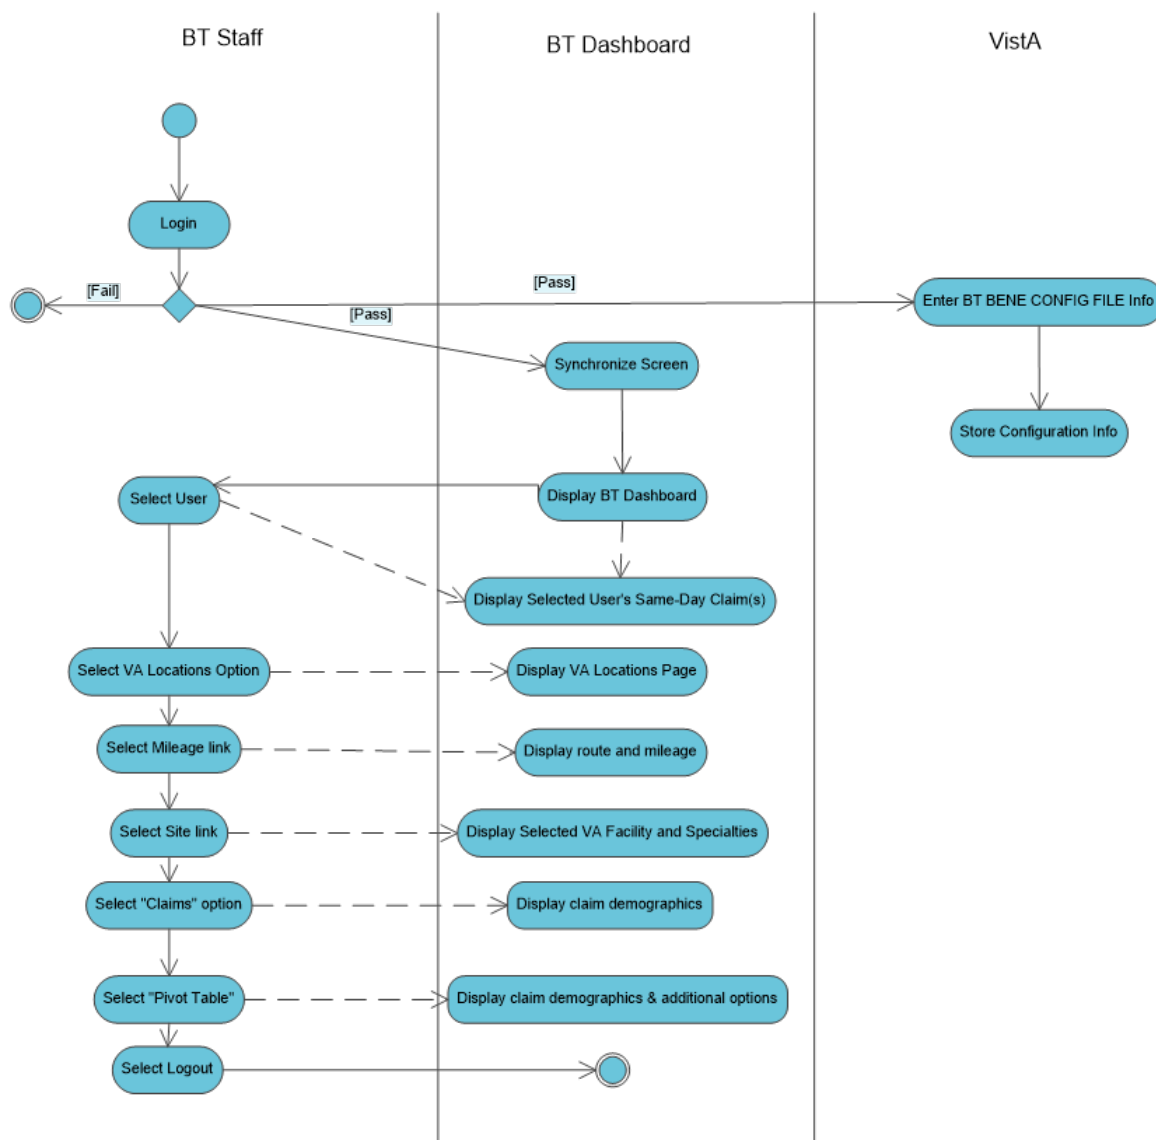 BT Staff
BT Dashboard
VistA
Login
[Fail]
[Pass]
[Pass]
Enter BT BENE CONFIG FILE Info
Synchronize Screen
Store Configuration Info
Select User
Display BT Dashboard
Display Selected User's Same-Day Claim(s)
Select VA Locations Option
Display VA Locations Page
Select Mileage link
Display route and mileage
Select Site link
Display Selected VA Facility and Specialties
Select "Claims" option
Display claim demographics
Select "Pivot Table"
Display claim demographics & additional options
Select Logout